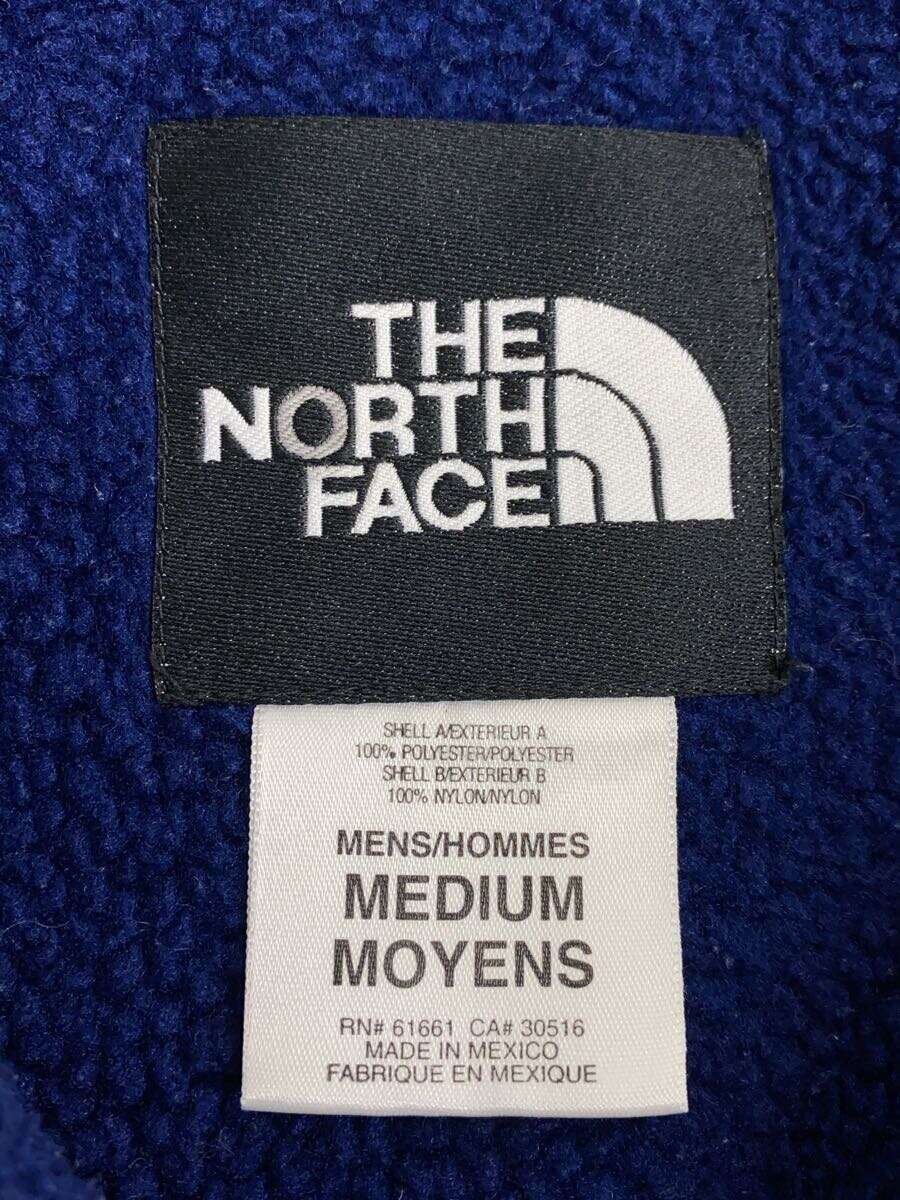 THE
NORTH
FACE
SHELL A/EXTERIEUR A
100% POLYESTER/POLYESTER
SHELL B/EXTERIEUR B
100% NYLON/NYLON
MENS/HOMMES
MEDIUM
MOYENS
RN# 61661 CA# 30516
MADE IN MEXICO
FABRIQUE EN MEXIQUE